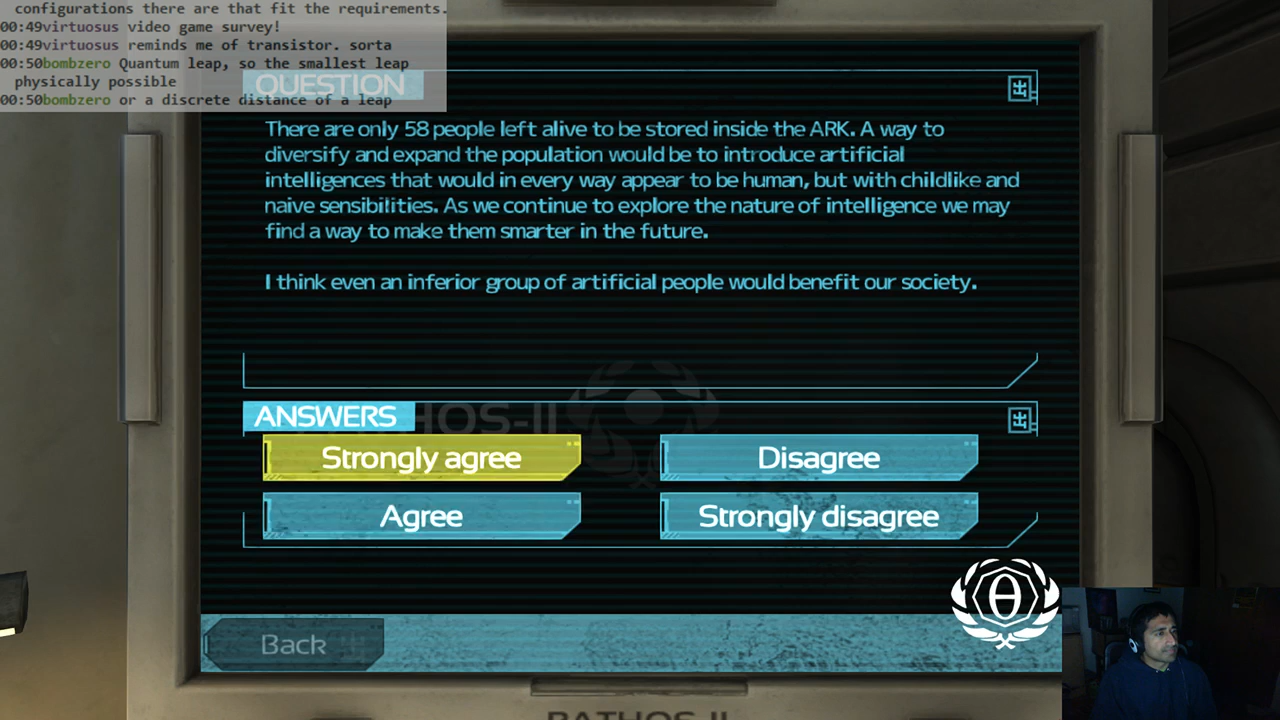 configurations there are that fit the requirements.
00:49virtuosus video game survey!
00:49virtuosus reminds me of transistor. sorta
00:50bombzero Quantum leap, so the smallest leap
physically possible
00:50bombzero or a discrete distance of a leap
QUESTION
There are only 58 people left alive to be stored inside the ARK. A way to
diversify and expand the population would be to introduce artificial
intelligences that would in every way appear to be human, but with childlike and
naive sensibilities. As we continue to explore the nature of intelligence we may
find a way to make them smarter in the future.
I think even an inferior group of artificial people would benefit our society.
ANSWERS
PATHOS-II
Strongly agree
Disagree
Agree
Strongly disagree
θ
Back
PATHOS-II